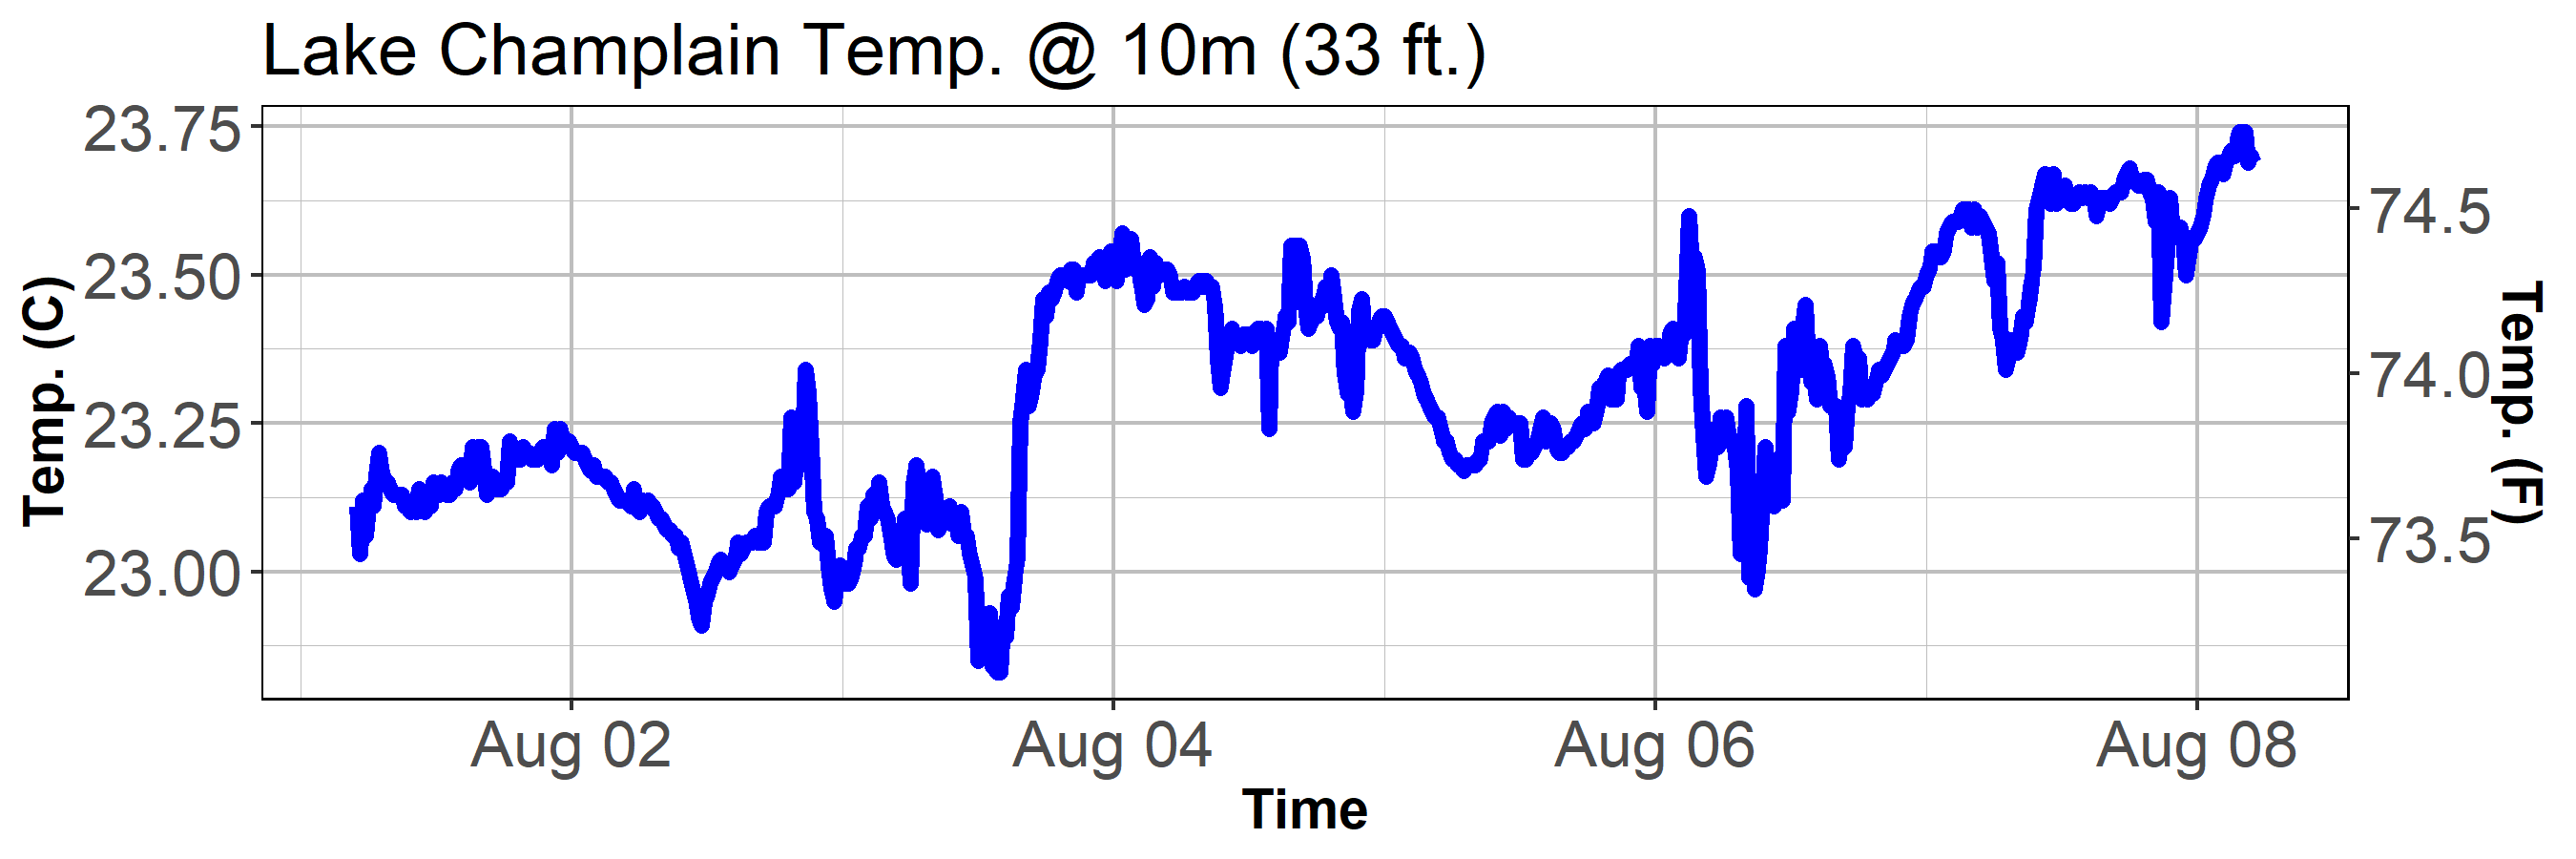 Lake Champlain Temp. @ 10m (33 ft.)
23.75
23.50
23.25
23.00
Temp. (C)
74.5
74.0
73.5
Temp. (F)
Aug 02
Aug 04
Aug 06
Aug 08
Time